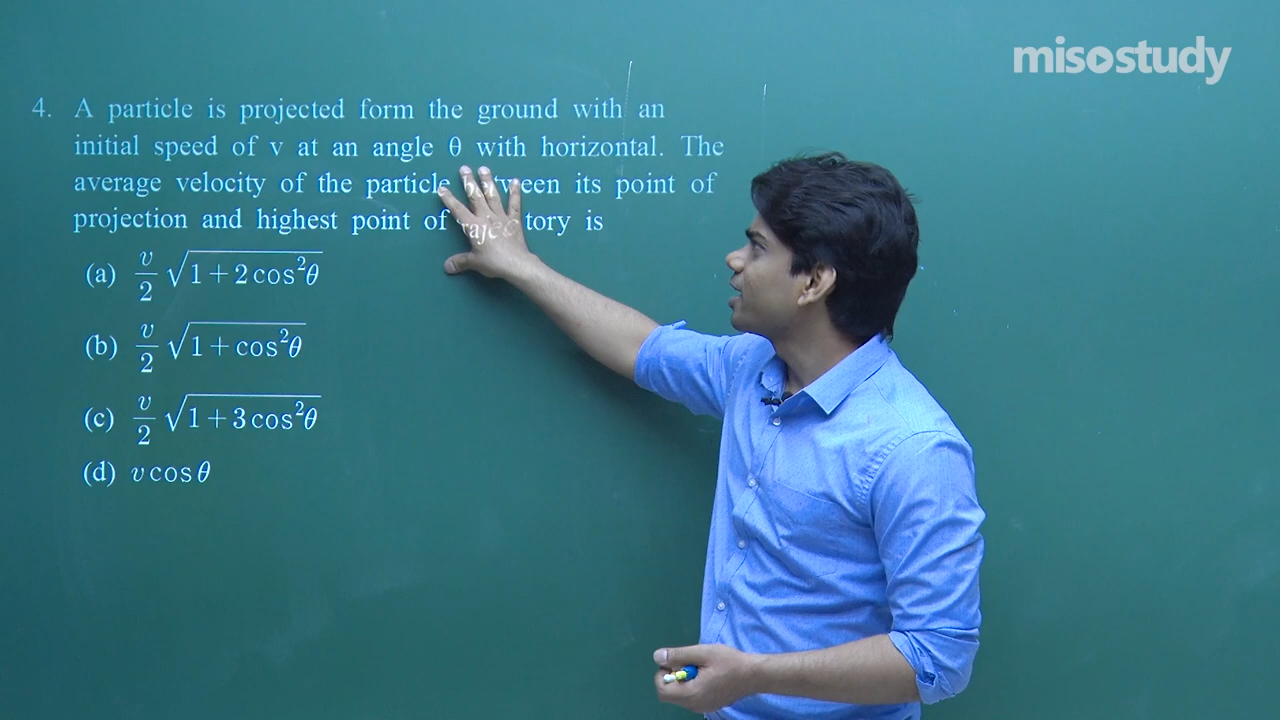 misostudy
4. A particle is projected form the ground with an
initial speed of v at an angle θ with horizontal. The
average velocity of the particle between its point of
projection and highest point of trajectory is
(a) v/2 √(1+2cos²θ)
(b) v/2 √(1+cos²θ)
(c) v/2 √(1+3cos²θ)
(d) v cos θ